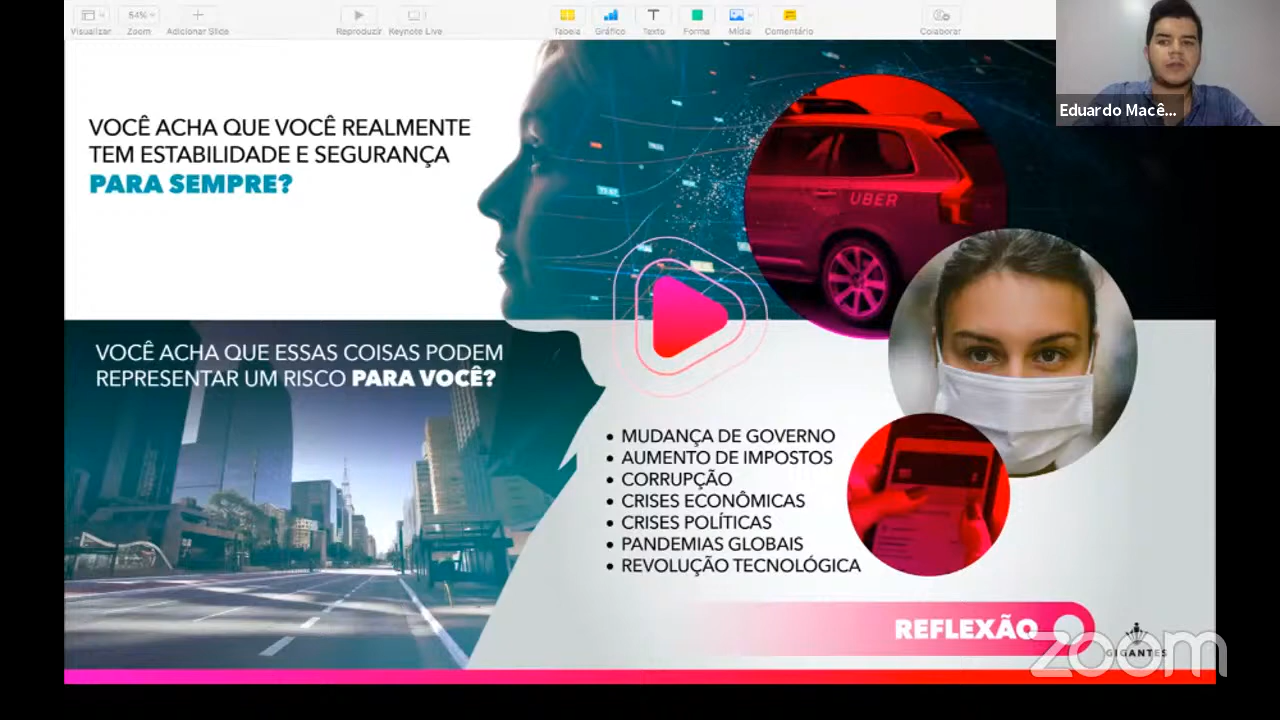 54%
Visualizar
Zoom
Adicionar Slide
Reproduzir
Keynote Live
Tabela
Gráfico
Texto
Forma
Mídia
Comentário
Colaborar
Eduardo Macê...
VOCÊ ACHA QUE VOCÊ REALMENTE
TEM ESTABILIDADE E SEGURANÇA
PARA SEMPRE?
UBER
VOCÊ ACHA QUE ESSAS COISAS PODEM
REPRESENTAR UM RISCO PARA VOCÊ?
• MUDANÇA DE GOVERNO
• AUMENTO DE IMPOSTOS
• CORRUPÇÃO
• CRISES ECONÔMICAS
• CRISES POLÍTICAS
• PANDEMIAS GLOBAIS
• REVOLUÇÃO TECNOLÓGICA
REFLEXÃO
GIGANTES
zoom